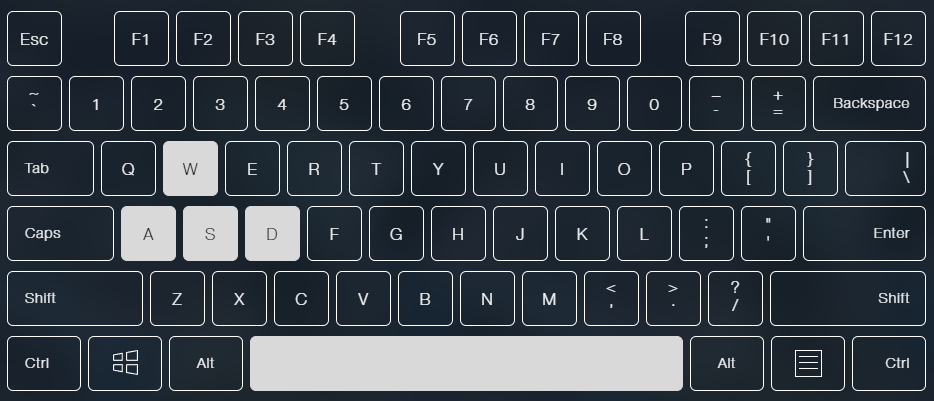 Esc F1 F2 F3 F4 F5 F6 F7 F8 F9 F10 F11 F12
~ ` 1 2 3 4 5 6 7 8 9 0 _ - + = Backspace
Tab Q W E R T Y U I O P { [ } ] | \
Caps A S D F G H J K L : ; " ' Enter
Shift Z X C V B N M < , > . ? / Shift
Ctrl Alt Alt Ctrl